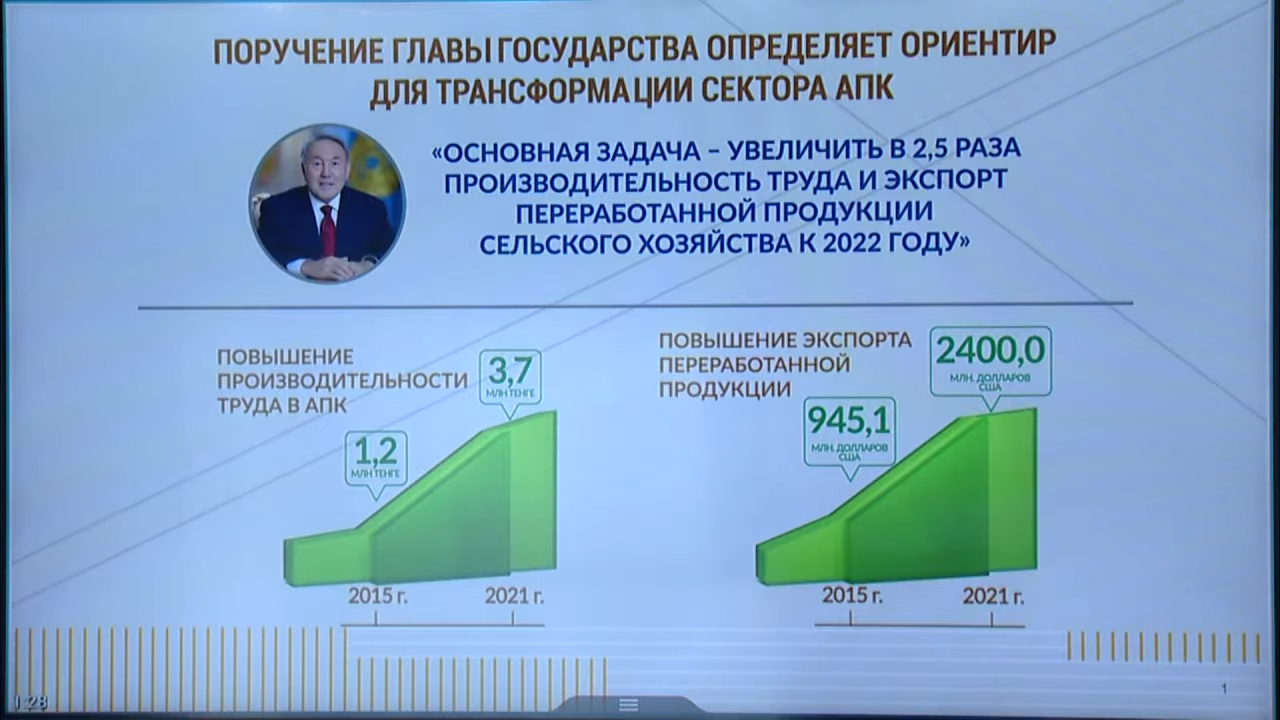 ПОРУЧЕНИЕ ГЛАВЫ ГОСУДАРСТВА ОПРЕДЕЛЯЕТ ОРИЕНТИР
ДЛЯ ТРАНСФОРМАЦИИ СЕКТОРА АПК
«ОСНОВНАЯ ЗАДАЧА – УВЕЛИЧИТЬ В 2,5 РАЗА
ПРОИЗВОДИТЕЛЬНОСТЬ ТРУДА И ЭКСПОРТ
ПЕРЕРАБОТАННОЙ ПРОДУКЦИИ
СЕЛЬСКОГО ХОЗЯЙСТВА К 2022 ГОДУ»
ПОВЫШЕНИЕ
ПРОИЗВОДИТЕЛЬНОСТИ
ТРУДА В АПК
3,7
МЛН ТЕНГЕ
1,2
МЛН ТЕНГЕ
2015 г.
2021 г.
ПОВЫШЕНИЕ ЭКСПОРТА
ПЕРЕРАБОТАННОЙ
ПРОДУКЦИИ
2400,0
МЛН. ДОЛЛАРОВ
США
945,1
МЛН. ДОЛЛАРОВ
США
2015 г.
2021 г.
1
1:28